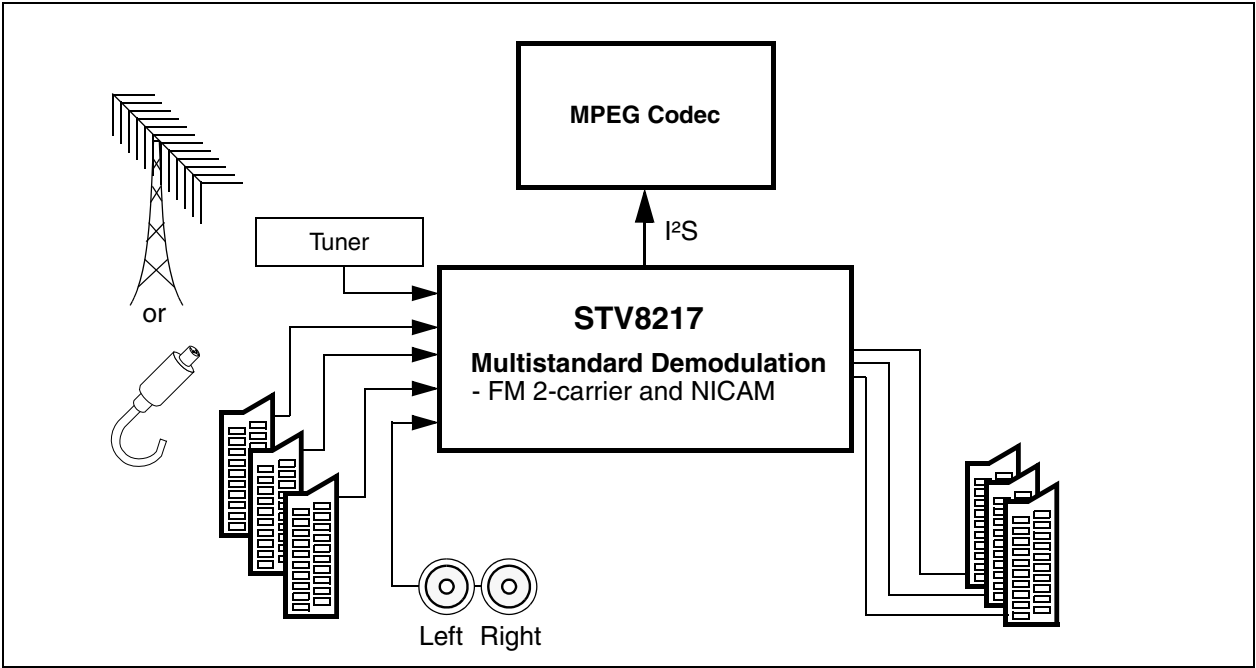 MPEG Codec
I²S
Tuner
or
STV8217
Multistandard Demodulation
- FM 2-carrier and NICAM
Left Right